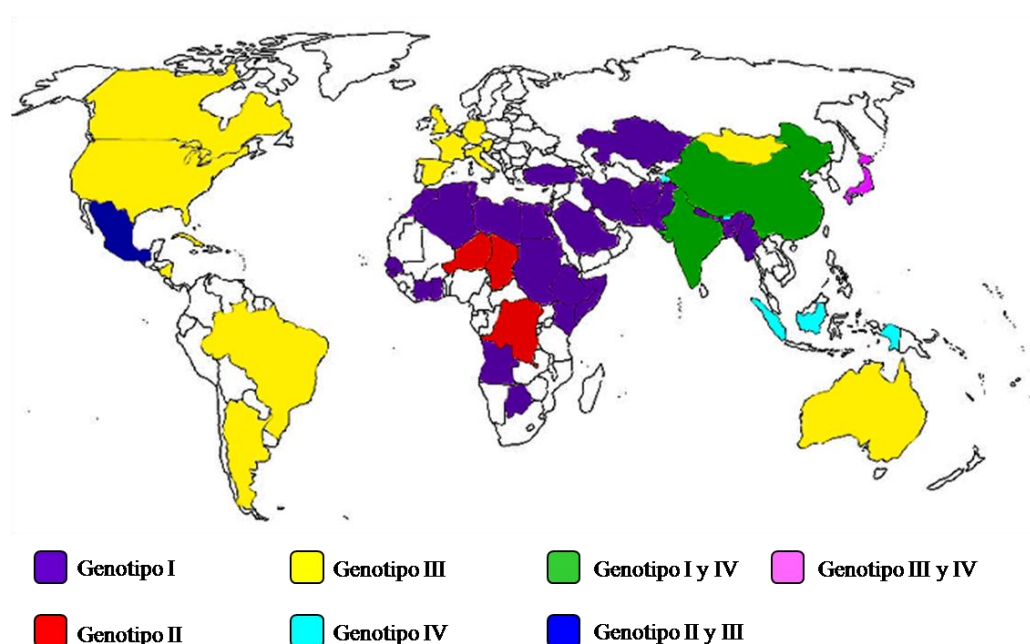 Genotipo I
Genotipo III
Genotipo I y IV
Genotipo III y IV
Genotipo II
Genotipo IV
Genotipo II y III